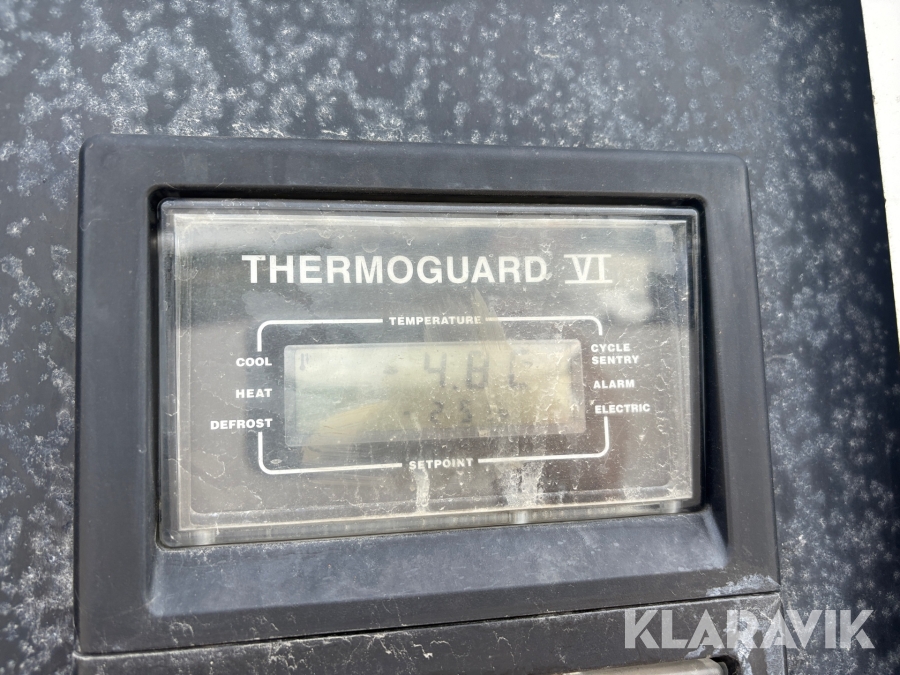 THERMOGUARD VI
TEMPERATURE
COOL
HEAT
DEFROST
CYCLE
SENTRY
ALARM
ELECTRIC
SETPOINT
KLARAVIK